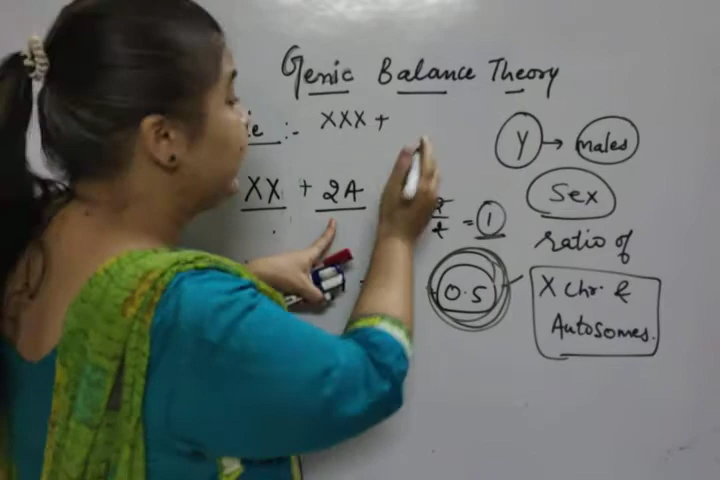 Genic Balance Theory
:- XXX +
Y → males
XX + 2A
= 1
Sex
ratio of
0.5
X Chr. &
Autosomes.